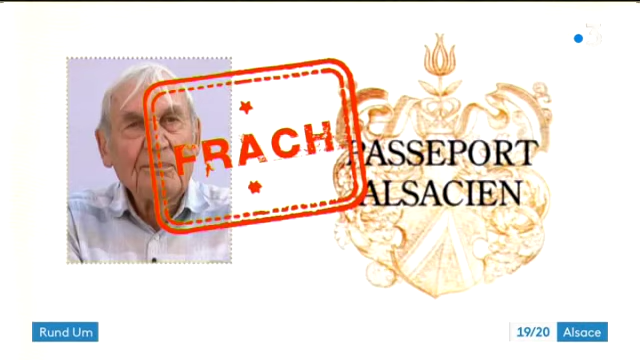 FRACH
PASSEPORT
ALSACIEN
Rund Um
19/20 Alsace